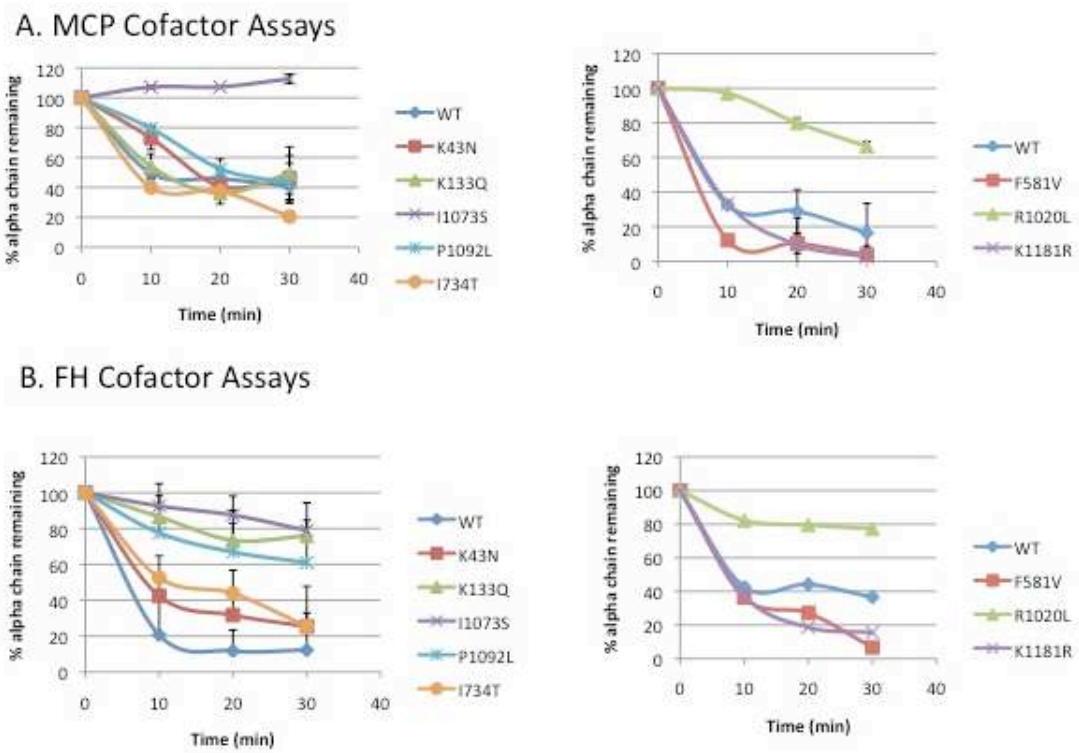 A. MCP Cofactor Assays
% alpha chain remaining
120
100
80
60
40
20
0
0 10 20 30 40
Time (min)
WT
K43N
K133Q
I1073S
P1092L
I734T
% alpha chain remaining
120
100
80
60
40
20
0
0 10 20 30 40
Time (min)
WT
F581V
R1020L
K1181R
B. FH Cofactor Assays
% alpha chain remaining
120
100
80
60
40
20
0
0 10 20 30 40
Time (min)
WT
K43N
K133Q
I1073S
P1092L
I734T
% alpha chain remaining
120
100
80
60
40
20
0
0 10 20 30 40
Time (min)
WT
F581V
R1020L
K1181R